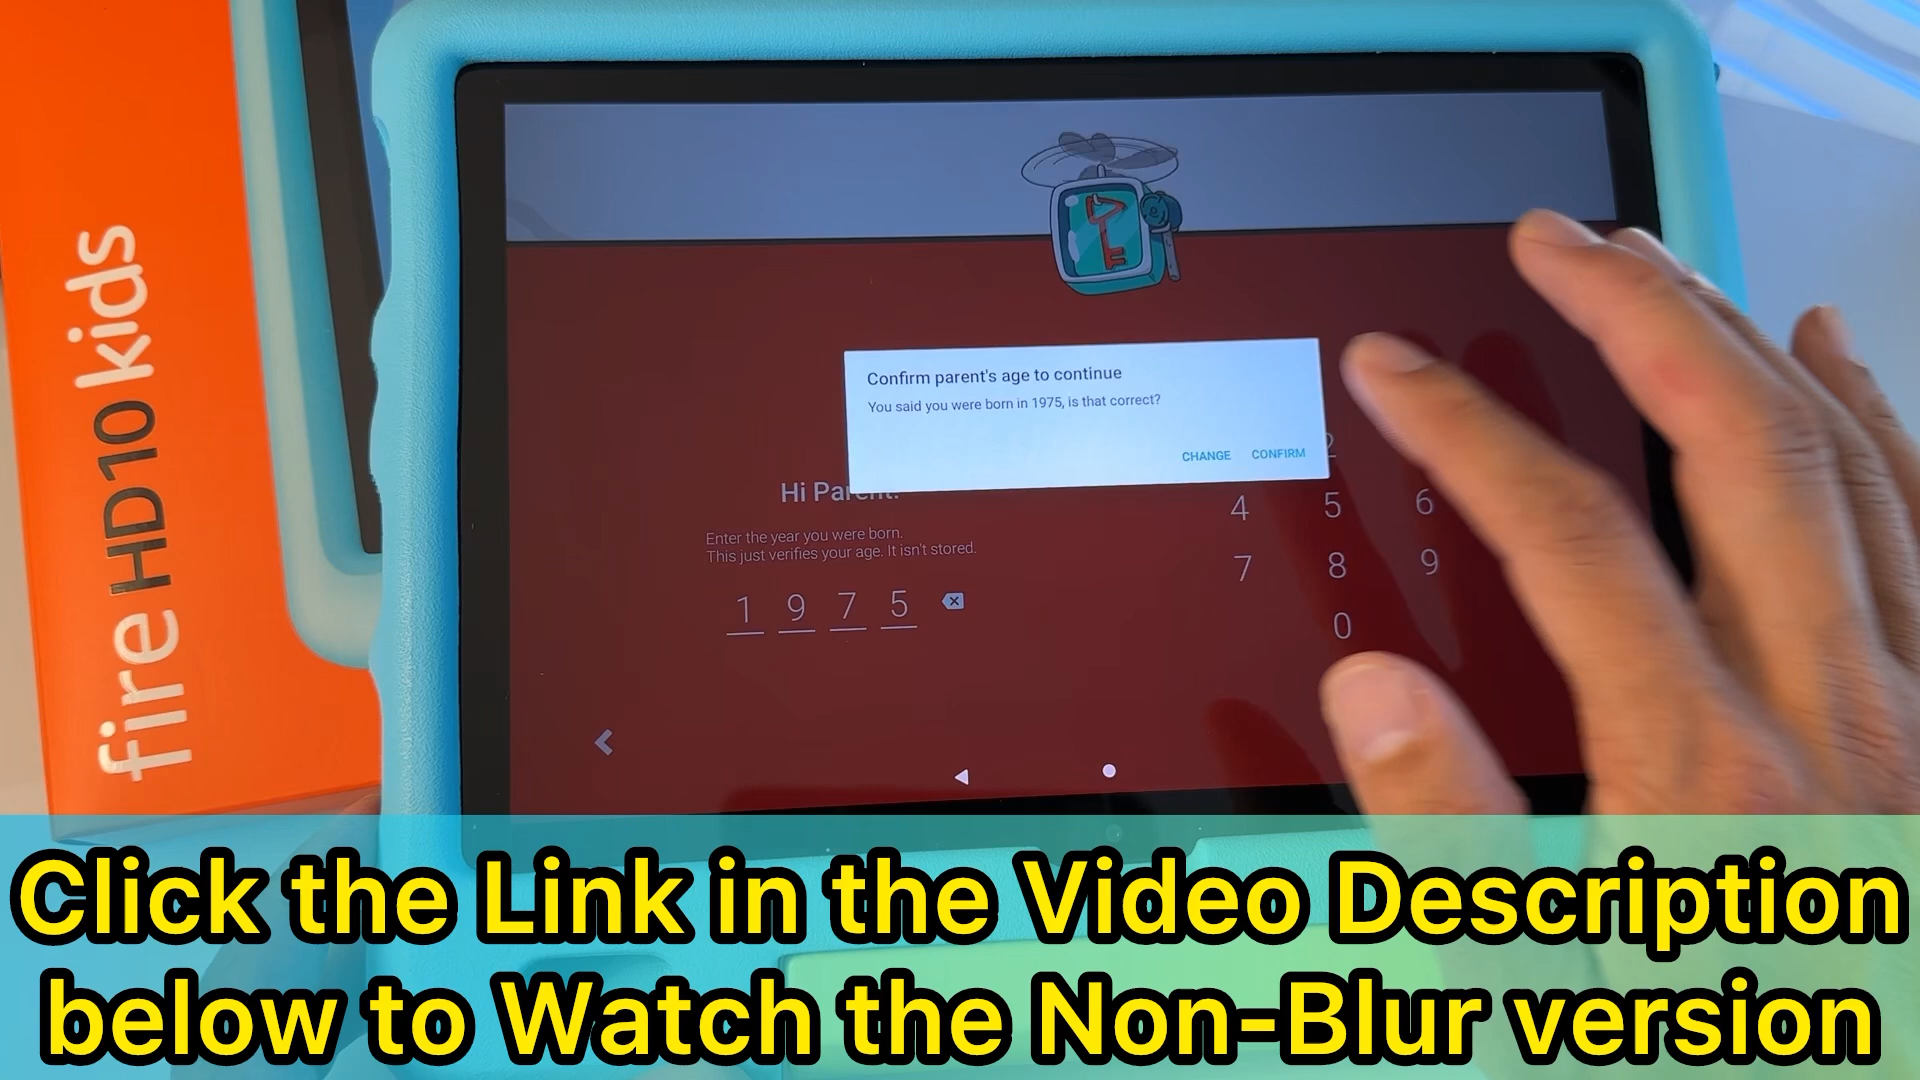 fire HD10 kids
Confirm parent's age to continue
You said you were born in 1975, is that correct?
CHANGE CONFIRM
Hi Parent!
Enter the year you were born.
This just verifies your age. It isn't stored.
1 9 7 5
2
4 5 6
7 8 9
0
Click the Link in the Video Description
below to Watch the Non-Blur version